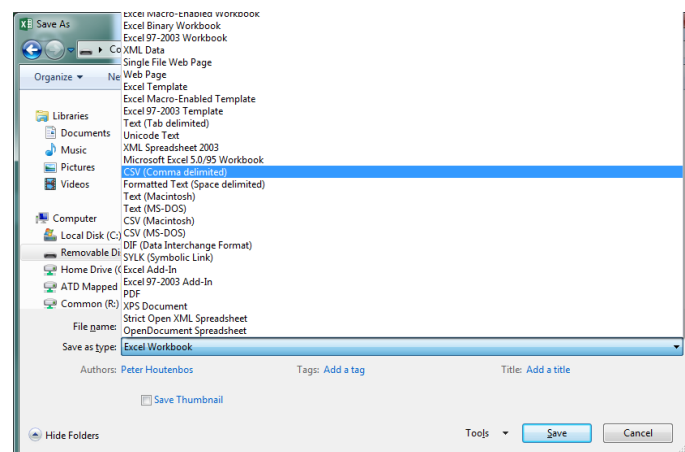 Save As
Excel Macro-Enabled Workbook
Excel Binary Workbook
Excel 97-2003 Workbook
XML Data
Single File Web Page
Web Page
Excel Template
Excel Macro-Enabled Template
Excel 97-2003 Template
Text (Tab delimited)
Unicode Text
XML Spreadsheet 2003
Microsoft Excel 5.0/95 Workbook
CSV (Comma delimited)
Formatted Text (Space delimited)
Text (Macintosh)
Text (MS-DOS)
CSV (Macintosh)
CSV (MS-DOS)
DIF (Data Interchange Format)
SYLK (Symbolic Link)
Excel Add-In
Excel 97-2003 Add-In
PDF
XPS Document
Strict Open XML Spreadsheet
OpenDocument Spreadsheet
Co
Organize Ne
Libraries
Documents
Music
Pictures
Videos
Computer
Local Disk (C:)
Removable Di
Home Drive (
ATD Mapped
Common (R:)
File name:
Save as type: Excel Workbook
Authors: Peter Houtenbos Tags: Add a tag Title: Add a title
Save Thumbnail
Hide Folders Tools Save Cancel